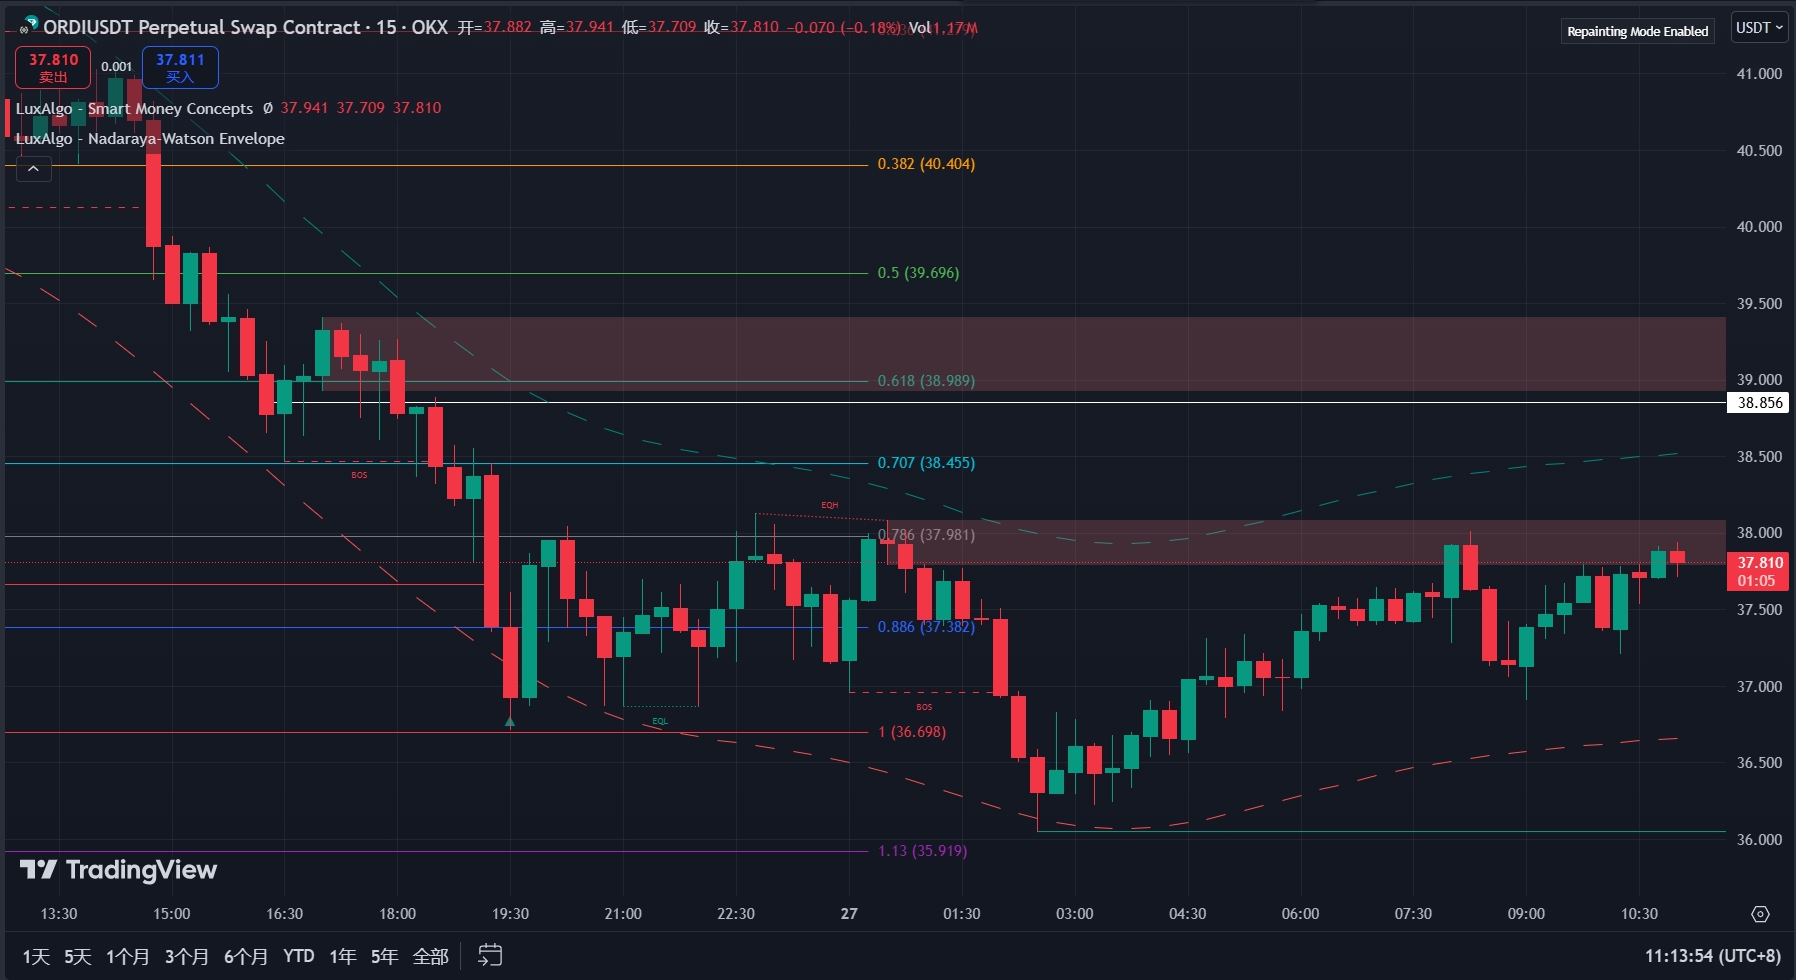 ORDIUSDT Perpetual Swap Contract · 15 · OKX 开=37.882 高=37.941 低=37.709 收=37.810 −0.070 (−0.18%) Vol 1.17M
Repainting Mode Enabled
USDT
37.810
卖出
0.001
37.811
买入
LuxAlgo - Smart Money Concepts Ø 37.941 37.709 37.810
LuxAlgo - Nadaraya-Watson Envelope
0.382 (40.404)
0.5 (39.696)
0.618 (38.989)
0.707 (38.455)
BOS
EQH
0.786 (37.981)
0.886 (37.382)
BOS
EQL
1 (36.698)
1.13 (35.919)
41.000
40.500
40.000
39.500
39.000
38.856
38.500
38.000
37.810
01:05
37.500
37.000
36.500
36.000
TradingView
13:30 15:00 16:30 18:00 19:30 21:00 22:30 27 01:30 03:00 04:30 06:00 07:30 09:00 10:30
1天 5天 1个月 3个月 6个月 YTD 1年 5年 全部
11:13:54 (UTC+8)